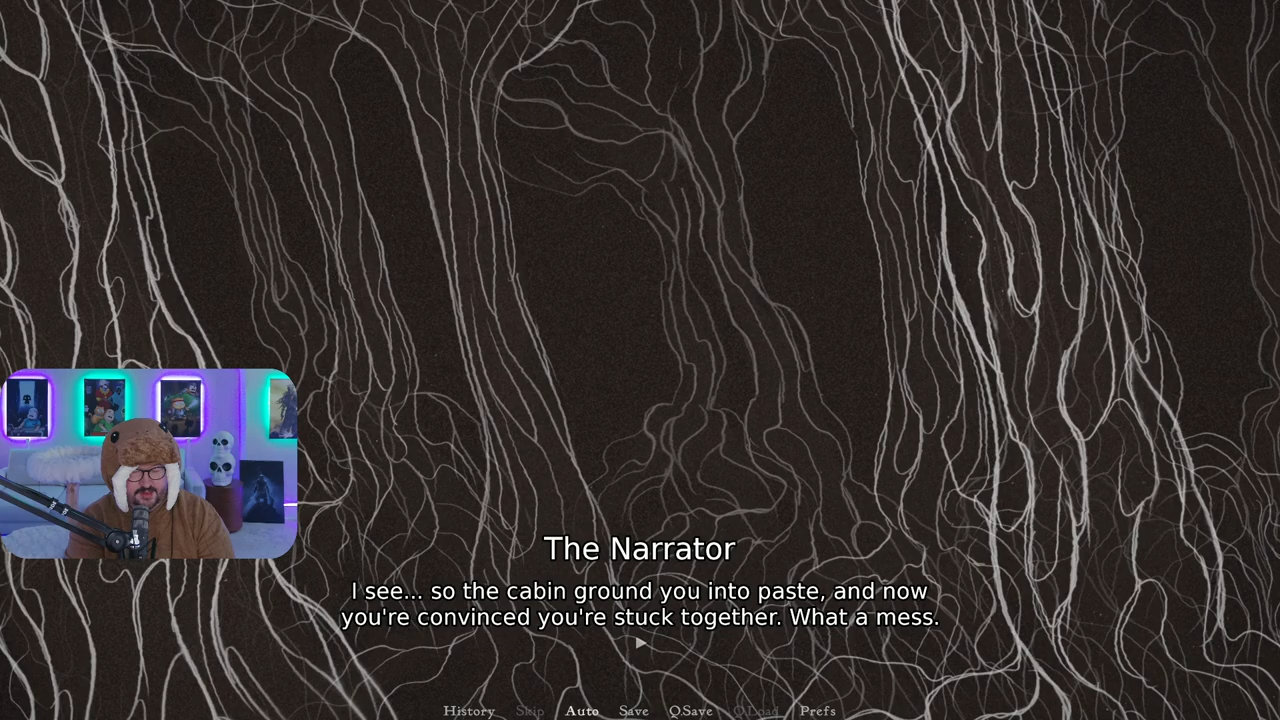 The Narrator
I see... so the cabin ground you into paste, and now
you're convinced you're stuck together. What a mess.
History Skip Auto Save Q.Save Q.Load Prefs